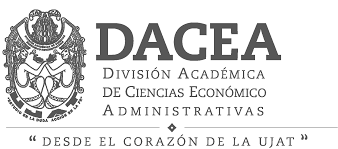 DACEA
DIVISIÓN ACADÉMICA
DE CIENCIAS ECONÓMICO
ADMINISTRATIVAS
“ DESDE EL CORAZÓN DE LA UJAT ”